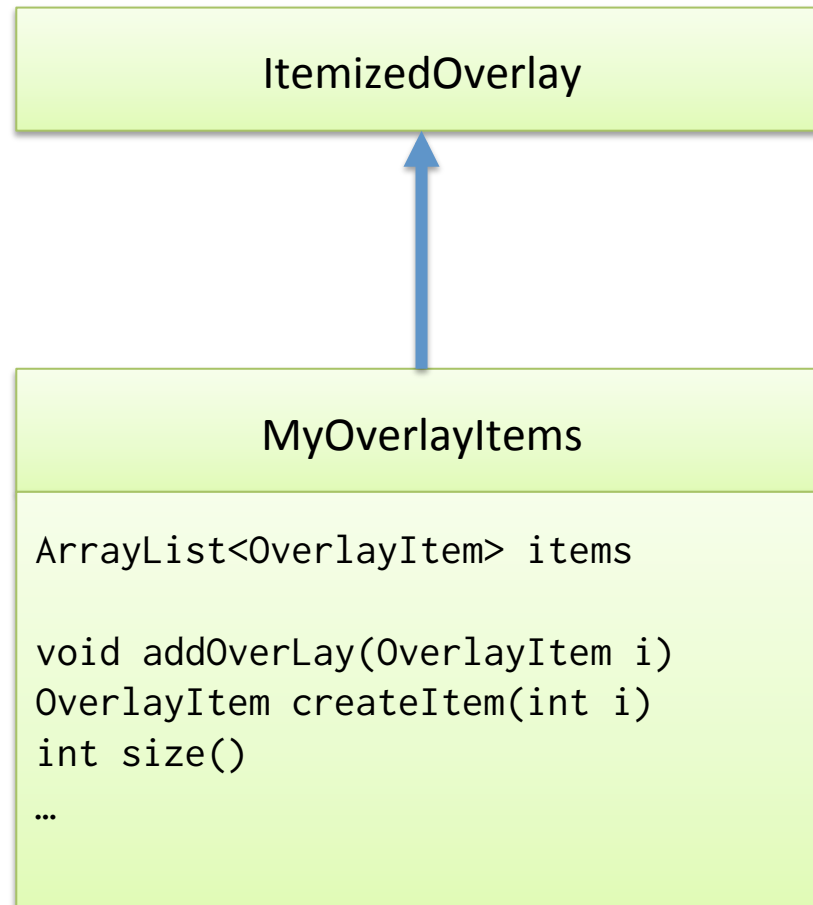 ItemizedOverlay
MyOverlayItems
ArrayList<OverlayItem> items
void addOverLay(OverlayItem i)
OverlayItem createItem(int i)
int size()
…